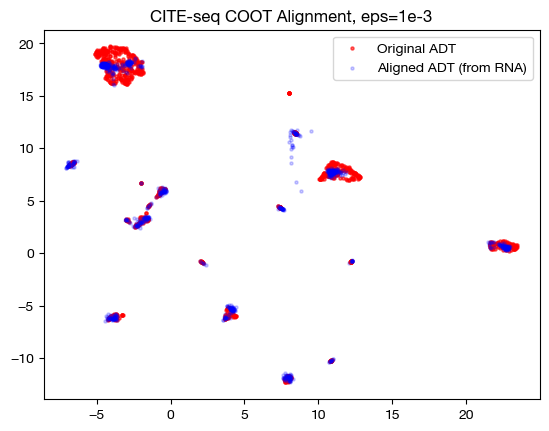 CITE-seq COOT Alignment, eps=1e-3
Original ADT
Aligned ADT (from RNA)
20
15
10
5
0
−5
−10
−5 0 5 10 15 20